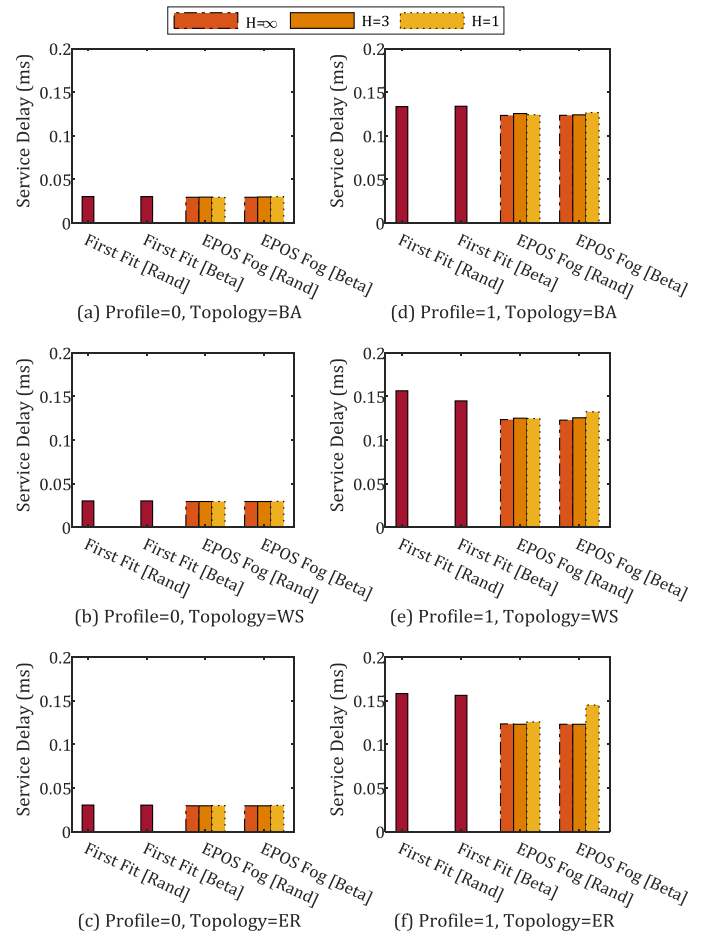 H=∞ H=3 H=1
Service Delay (ms)
0.2
0.15
0.1
0.05
0
First Fit [Rand]
First Fit [Beta]
EPOS Fog [Rand]
EPOS Fog [Beta]
(a) Profile=0, Topology=BA
Service Delay (ms)
0.2
0.15
0.1
0.05
0
First Fit [Rand]
First Fit [Beta]
EPOS Fog [Rand]
EPOS Fog [Beta]
(d) Profile=1, Topology=BA
Service Delay (ms)
0.2
0.15
0.1
0.05
0
First Fit [Rand]
First Fit [Beta]
EPOS Fog [Rand]
EPOS Fog [Beta]
(b) Profile=0, Topology=WS
Service Delay (ms)
0.2
0.15
0.1
0.05
0
First Fit [Rand]
First Fit [Beta]
EPOS Fog [Rand]
EPOS Fog [Beta]
(e) Profile=1, Topology=WS
Service Delay (ms)
0.2
0.15
0.1
0.05
0
First Fit [Rand]
First Fit [Beta]
EPOS Fog [Rand]
EPOS Fog [Beta]
(c) Profile=0, Topology=ER
Service Delay (ms)
0.2
0.15
0.1
0.05
0
First Fit [Rand]
First Fit [Beta]
EPOS Fog [Rand]
EPOS Fog [Beta]
(f) Profile=1, Topology=ER